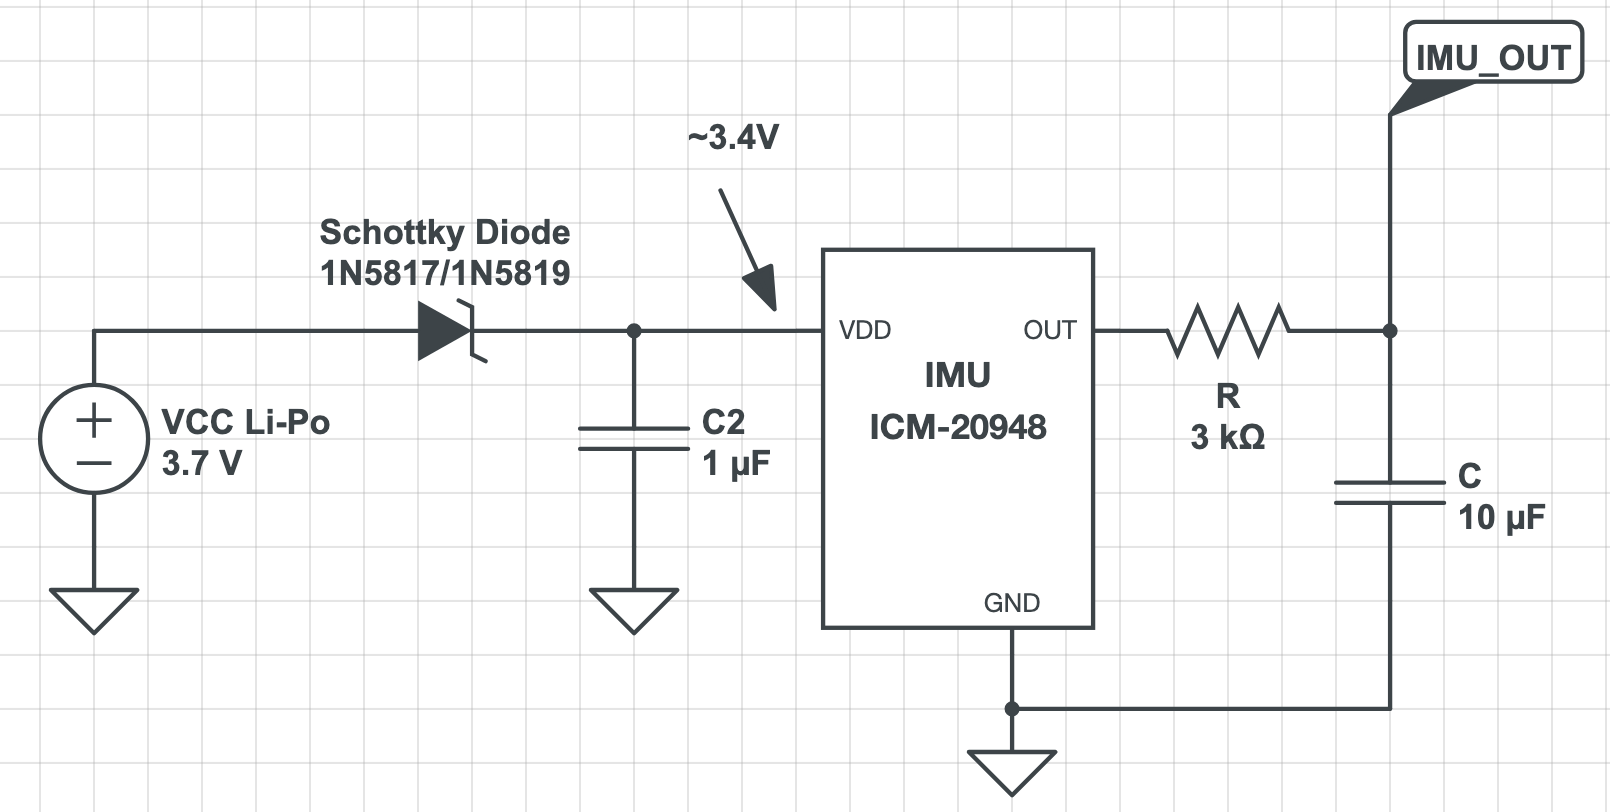 IMU_OUT
~3.4V
Schottky Diode
1N5817/1N5819
VDD
OUT
IMU
ICM-20948
GND
R
3 kΩ
VCC Li-Po
3.7 V
C2
1 µF
C
10 µF